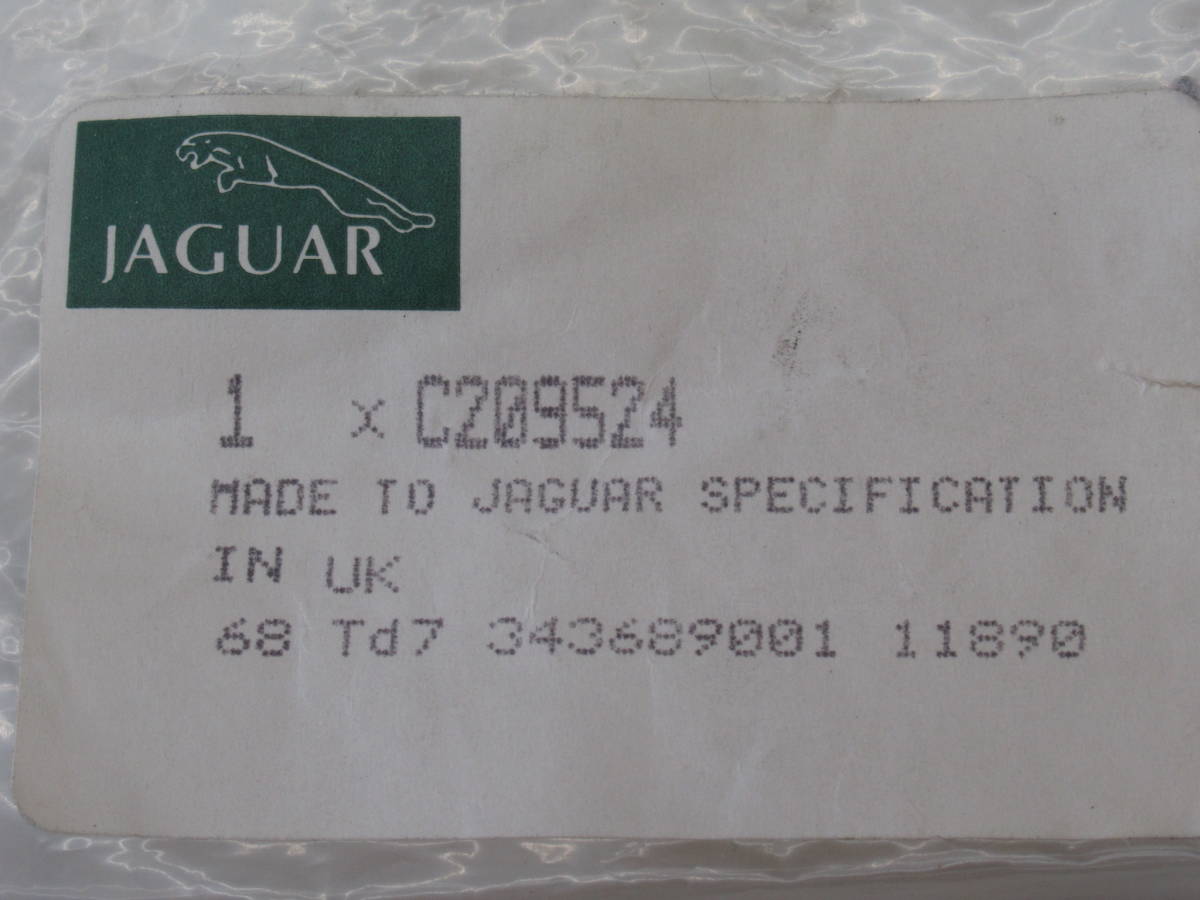 JAGUAR
1 x C209524
MADE TO JAGUAR SPECIFICATION
IN UK
68 Td7 343689001 11890